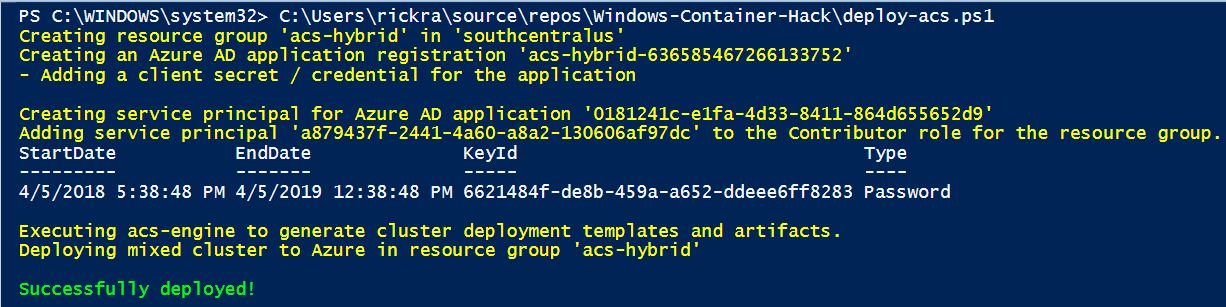 PS C:\WINDOWS\system32> C:\Users\rickra\source\repos\Windows-Container-Hack\deploy-acs.ps1
Creating resource group 'acs-hybrid' in 'southcentralus'
Creating an Azure AD application registration 'acs-hybrid-636585467266133752'
- Adding a client secret / credential for the application
Creating service principal for Azure AD application '0181241c-e1fa-4d33-8411-864d655652d9'
Adding service principal 'a879437f-2441-4a60-a8a2-130606af97dc' to the Contributor role for the resource group.
StartDate EndDate KeyId Type
--------- ------- ----- ----
4/5/2018 5:38:48 PM 4/5/2019 12:38:48 PM 6621484f-de8b-459a-a652-ddeee6ff8283 Password
Executing acs-engine to generate cluster deployment templates and artifacts.
Deploying mixed cluster to Azure in resource group 'acs-hybrid'
Successfully deployed!